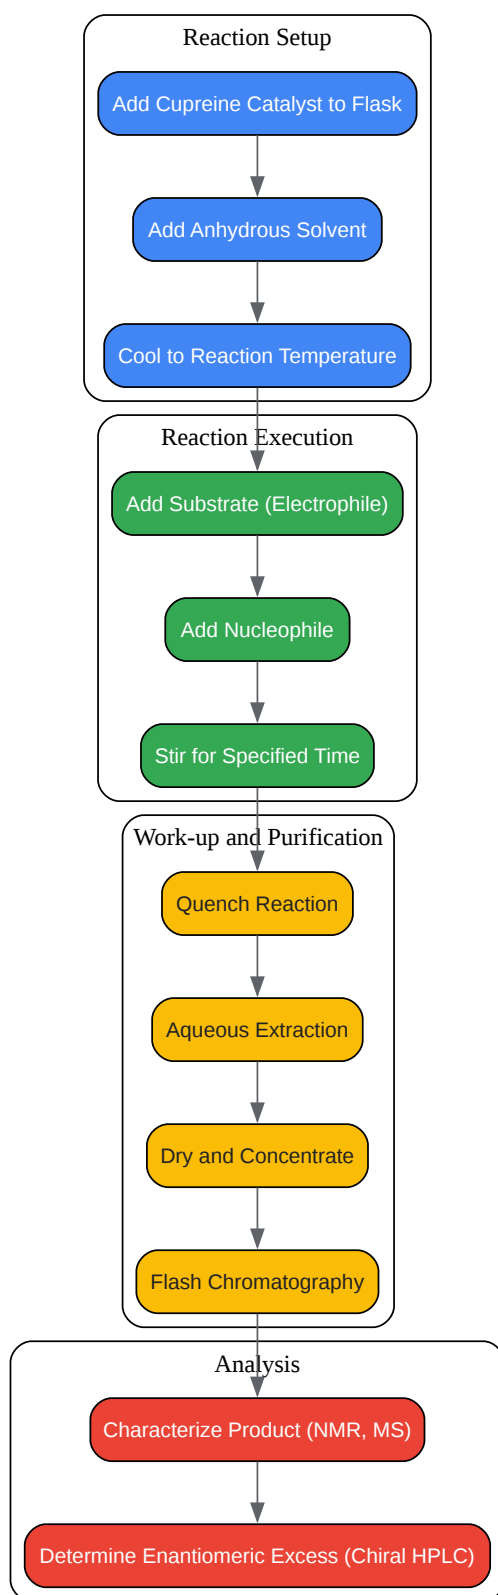 Reaction Setup
Add Cupreine Catalyst to Flask
Add Anhydrous Solvent
Cool to Reaction Temperature
Reaction Execution
Add Substrate (Electrophile)
Add Nucleophile
Stir for Specified Time
Work-up and Purification
Quench Reaction
Aqueous Extraction
Dry and Concentrate
Flash Chromatography
Analysis
Characterize Product (NMR, MS)
Determine Enantiomeric Excess (Chiral HPLC)